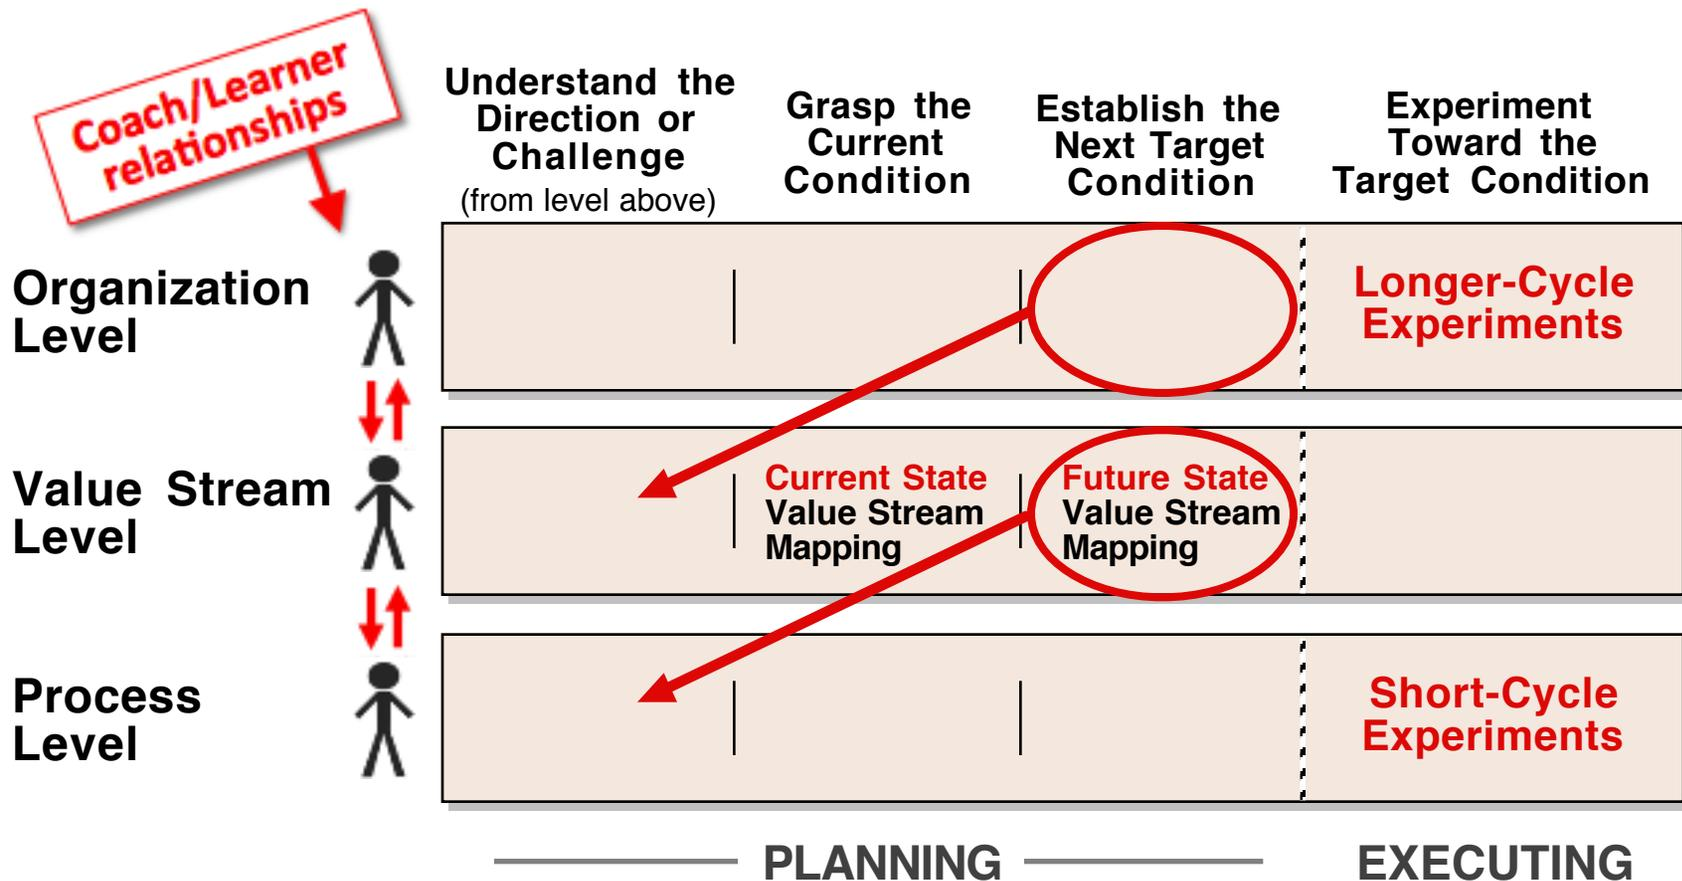 Coach/Learner
relationships
Understand the
Direction or
Challenge
(from level above)
Grasp the
Current
Condition
Establish the
Next Target
Condition
Experiment
Toward the
Target Condition
Organization
Level
Longer-Cycle
Experiments
Value Stream
Level
Current State
Value Stream
Mapping
Future State
Value Stream
Mapping
Process
Level
Short-Cycle
Experiments
PLANNING
EXECUTING